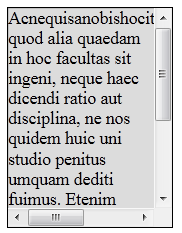 Acnequisanobishocit
quod alia quaedam
in hoc facultas sit
ingeni, neque haec
dicendi ratio aut
disciplina, ne nos
quidem huic uni
studio penitus
umquam dediti
fuimus. Etenim